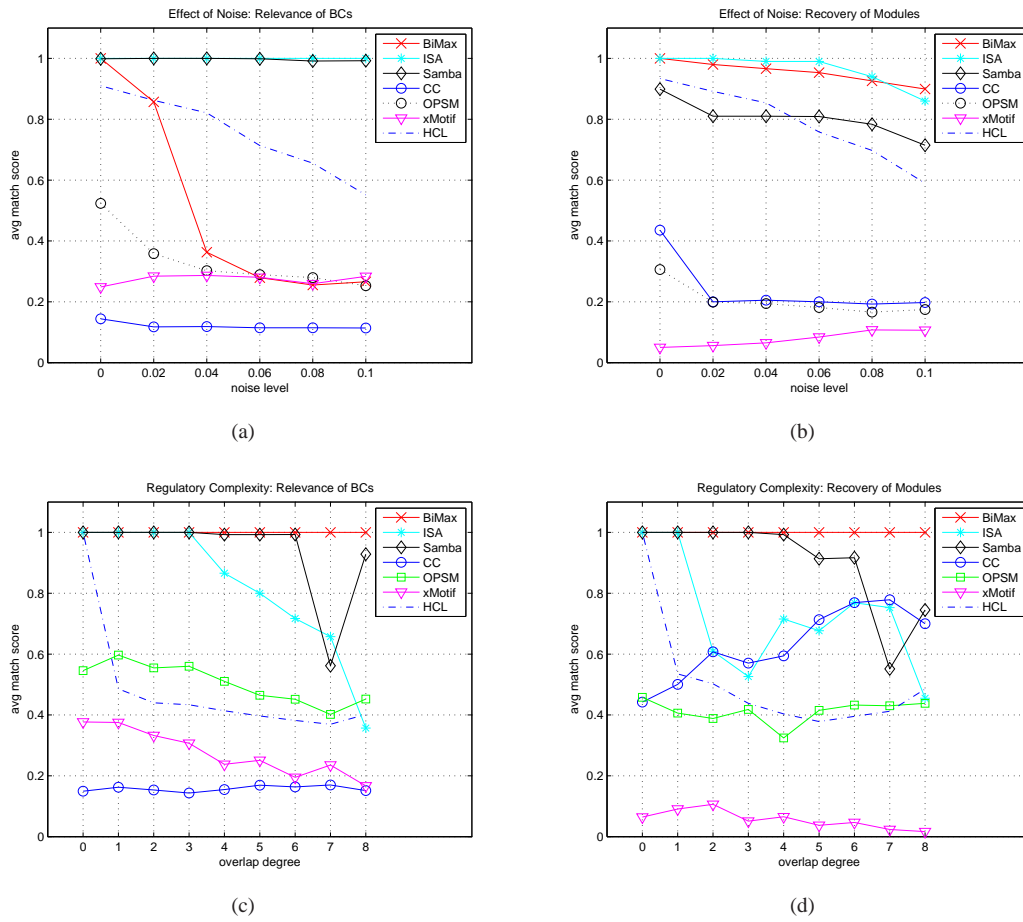 Effect of Noise: Relevance of BCs
1
0.8
0.6
0.4
0.2
0
avg match score
0 0.02 0.04 0.06 0.08 0.1
noise level
BiMax
ISA
Samba
CC
OPSM
xMotif
HCL
(a)
Effect of Noise: Recovery of Modules
1
0.8
0.6
0.4
0.2
0
avg match score
0 0.02 0.04 0.06 0.08 0.1
noise level
BiMax
ISA
Samba
CC
OPSM
xMotif
HCL
(b)
Regulatory Complexity: Relevance of BCs
1
0.8
0.6
0.4
0.2
0
avg match score
0 1 2 3 4 5 6 7 8
overlap degree
BiMax
ISA
Samba
CC
OPSM
xMotif
HCL
(c)
Regulatory Complexity: Recovery of Modules
1
0.8
0.6
0.4
0.2
0
avg match score
0 1 2 3 4 5 6 7 8
overlap degree
BiMax
ISA
Samba
CC
OPSM
xMotif
HCL
(d)